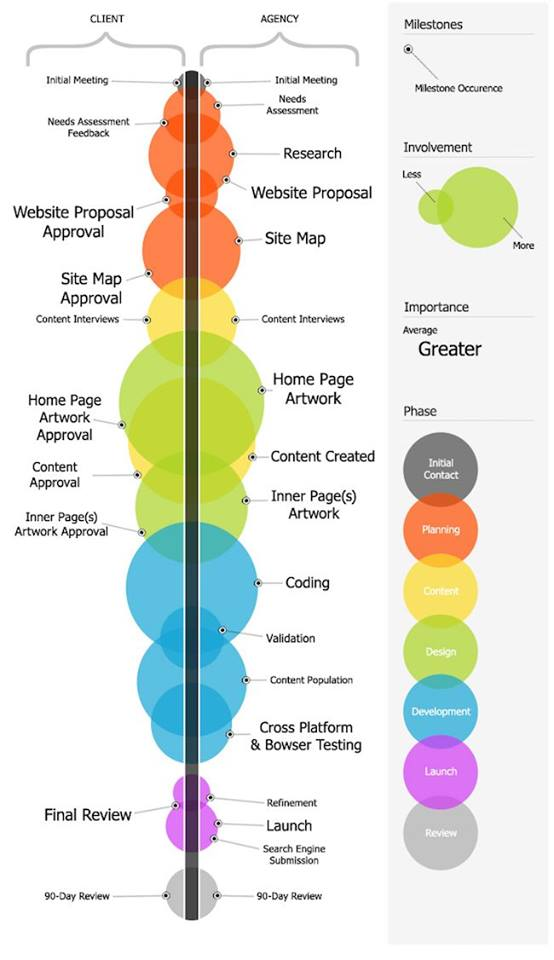 CLIENT
AGENCY
Initial Meeting
Initial Meeting
Needs
Assessment
Needs Assessment
Feedback
Research
Website Proposal
Website Proposal
Approval
Site Map
Site Map
Approval
Content Interviews
Content Interviews
Home Page
Artwork
Home Page
Artwork
Approval
Content Created
Content
Approval
Inner Page(s)
Artwork
Inner Page(s)
Artwork Approval
Coding
Validation
Content Population
Cross Platform
& Bowser Testing
Refinement
Final Review
Launch
Search Engine
Submission
90-Day Review
90-Day Review
Milestones
Milestone Occurence
Involvement
Less
More
Importance
Average
Greater
Phase
Initial
Contact
Planning
Content
Design
Development
Launch
Review